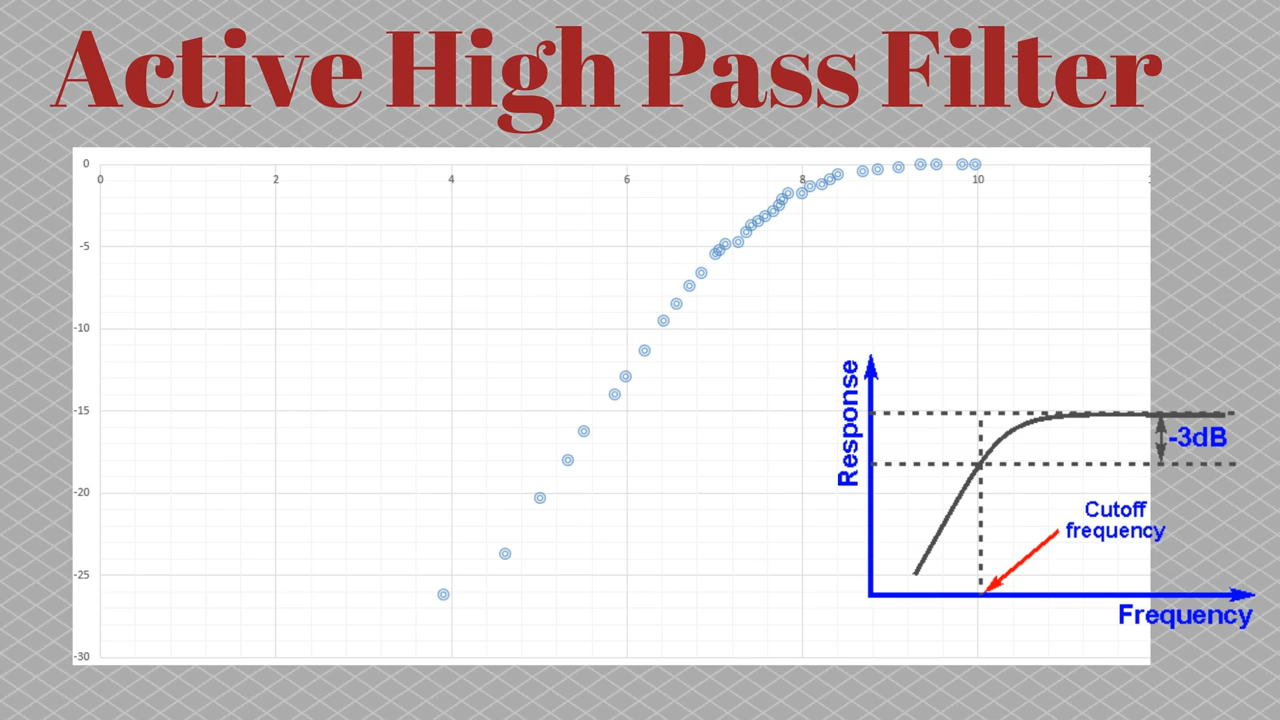 Active High Pass Filter
0
0 2 4 6 8 10
-5
-10
-15
-20
-25
-30
Response
-3dB
Cutoff
frequency
Frequency